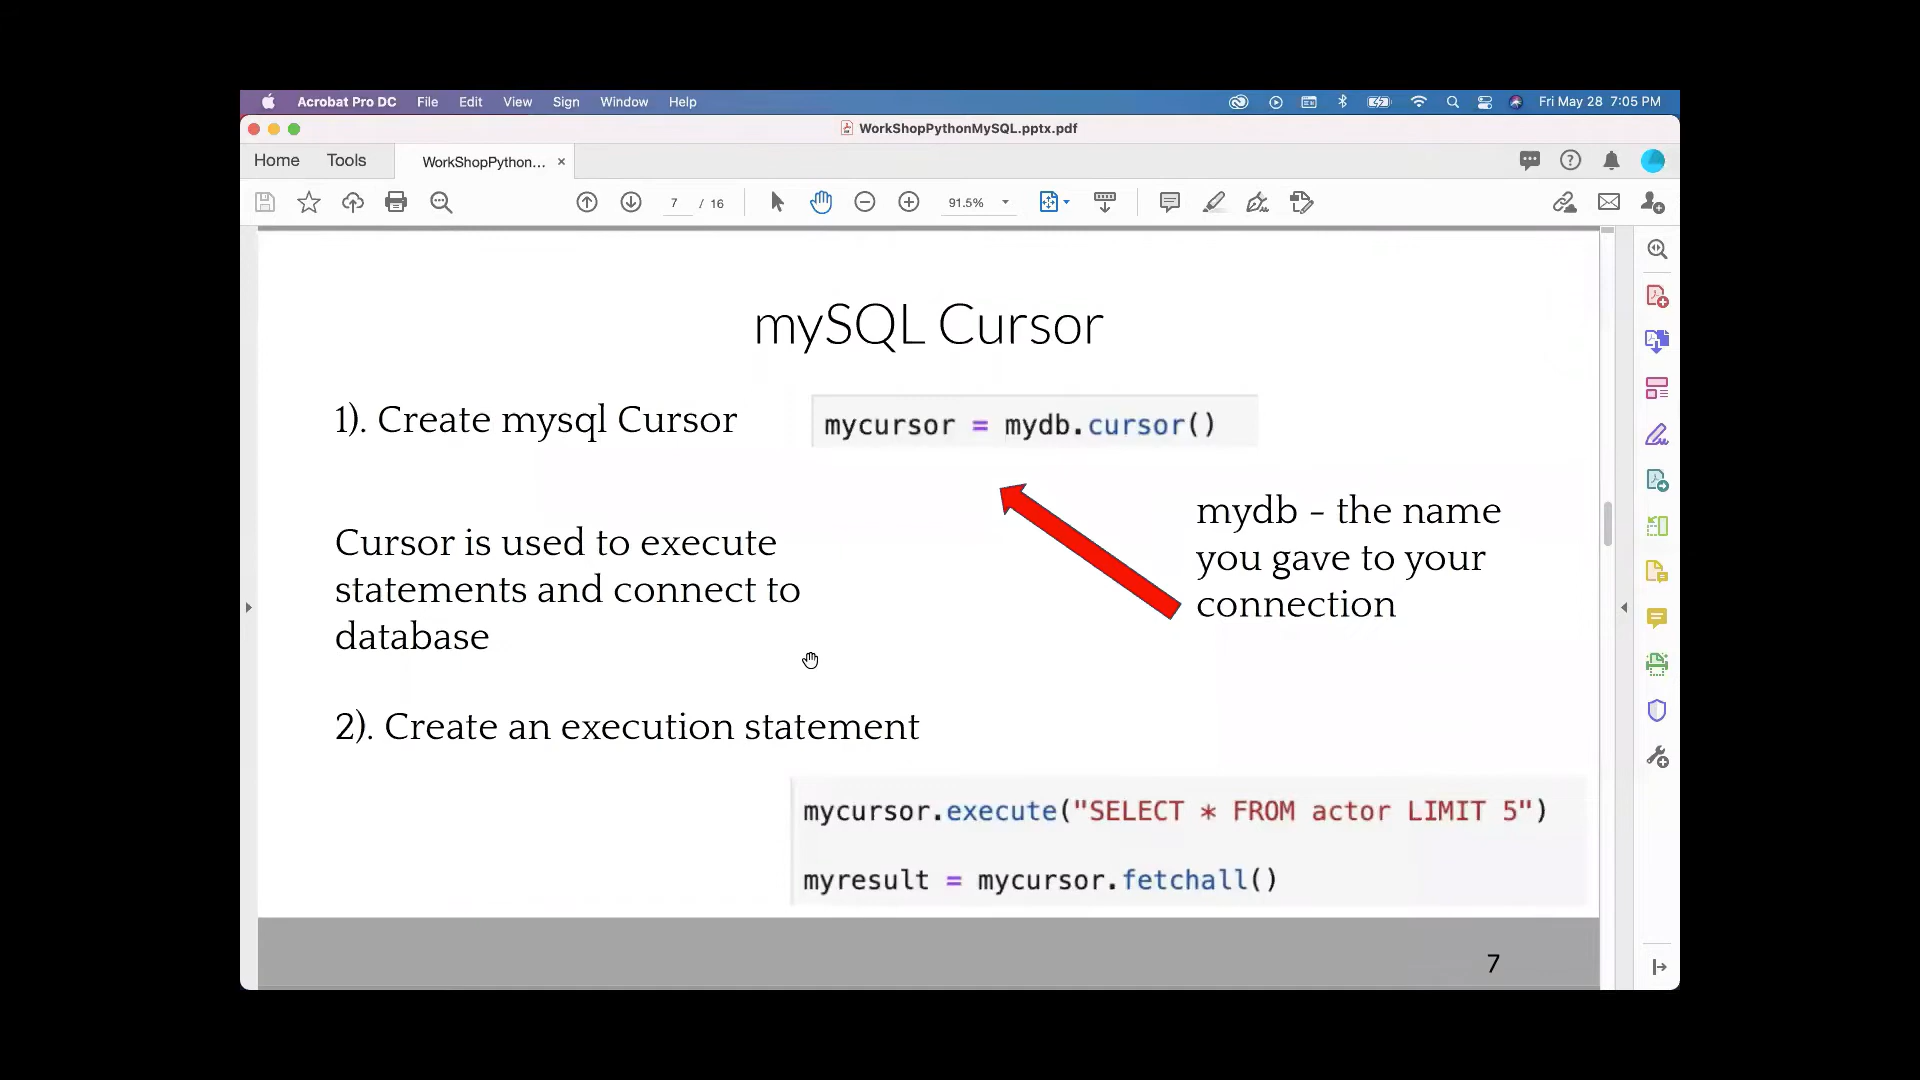 Acrobat Pro DC File Edit View Sign Window Help Fri May 28 7:05 PM
WorkShopPythonMySQL.pptx.pdf
Home Tools WorkShopPython... ×
7 / 16 91.5%
mySQL Cursor
1). Create mysql Cursor
mycursor = mydb.cursor()
mydb - the name
you gave to your
connection
Cursor is used to execute
statements and connect to
database
2). Create an execution statement
mycursor.execute("SELECT * FROM actor LIMIT 5")
myresult = mycursor.fetchall()
7